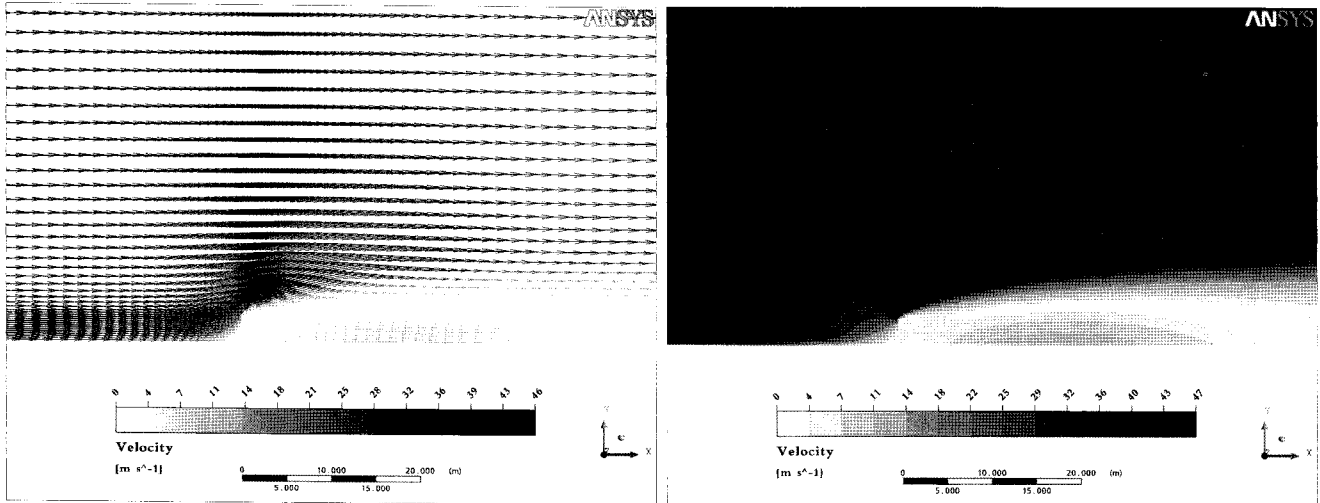 ANSYS
0 4 7 11 14 18 21 25 28 32 36 39 43 46
Velocity
[m s^-1]
0 10.000 20.000 (m)
5.000 15.000
Y
Z X
ANSYS
0 4 7 11 14 18 22 25 29 32 36 40 43 47
Velocity
[m s^-1]
0 10.000 20.000 (m)
5.000 15.000
Y
Z X